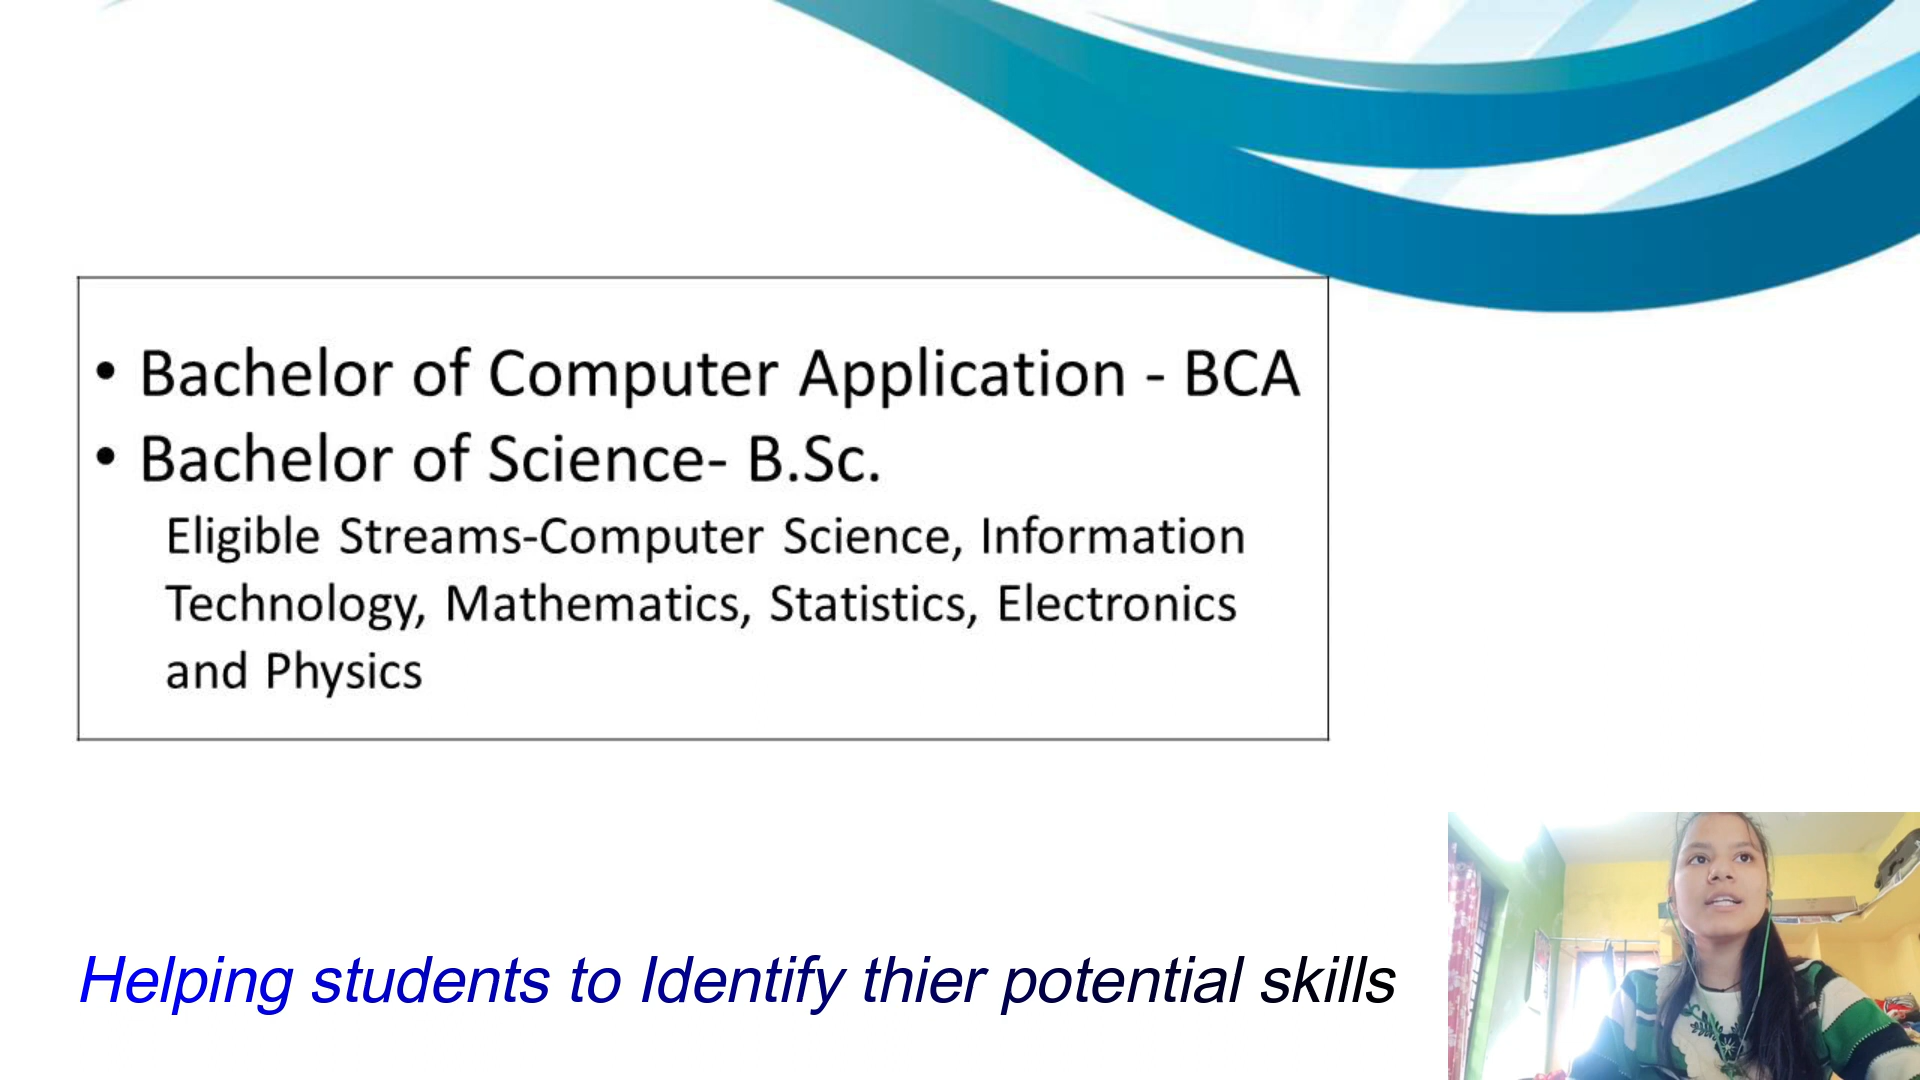 • Bachelor of Computer Application - BCA
• Bachelor of Science- B.Sc.
Eligible Streams-Computer Science, Information
Technology, Mathematics, Statistics, Electronics
and Physics
Helping students to Identify thier potential skills